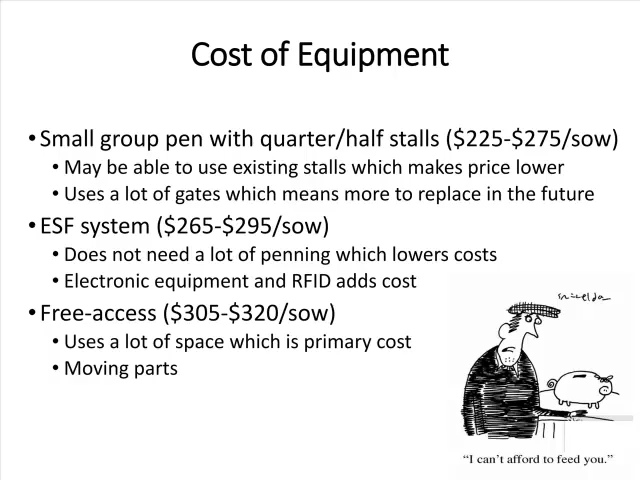 Cost of Equipment
• Small group pen with quarter/half stalls ($225-$275/sow)
• May be able to use existing stalls which makes price lower
• Uses a lot of gates which means more to replace in the future
• ESF system ($265-$295/sow)
• Does not need a lot of penning which lowers costs
• Electronic equipment and RFID adds cost
• Free-access ($305-$320/sow)
• Uses a lot of space which is primary cost
• Moving parts
“I can’t afford to feed you.”